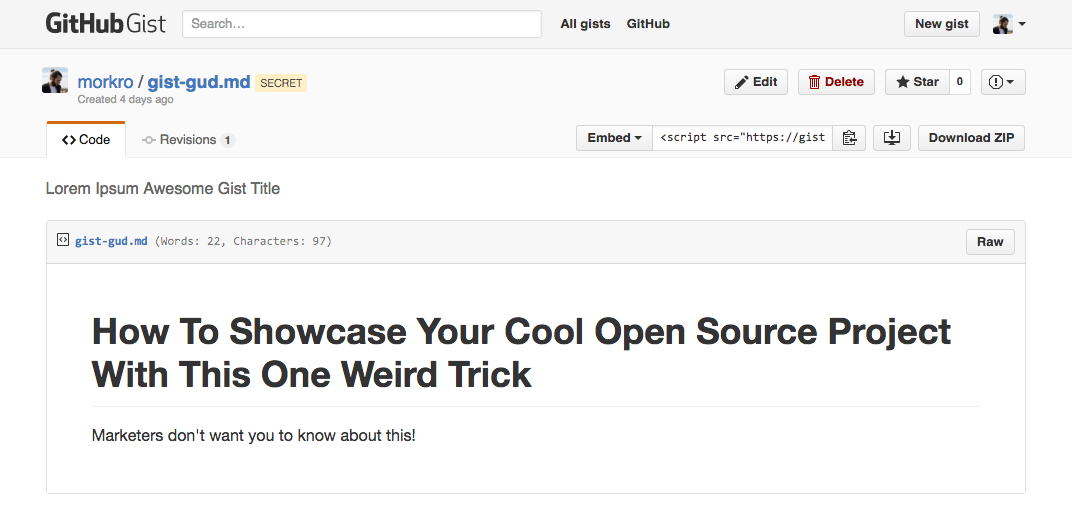 GitHub Gist Search… All gists GitHub New gist
morkro / gist-gud.md SECRET Edit Delete Star 0
Created 4 days ago
Code Revisions 1 Embed <script src="https://gist Download ZIP
Lorem Ipsum Awesome Gist Title
gist-gud.md (Words: 22, Characters: 97) Raw
How To Showcase Your Cool Open Source Project
With This One Weird Trick
Marketers don't want you to know about this!